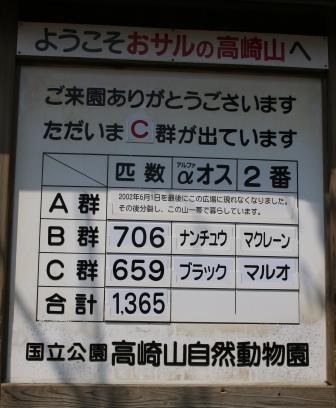 ようこそおサルの高崎山へ
ご来園ありがとうございます
ただいま C 群が出ています
匹数 アルファ αオス 2番
A 群 2002年6月1日を最後にこの広場に現れなくなりました。
その後分裂し、この山一帯で暮らしています。
B 群 706 ナンチュウ マクレーン
C 群 659 ブラック マルオ
合計 1,365
国立公園 高崎山自然動物園